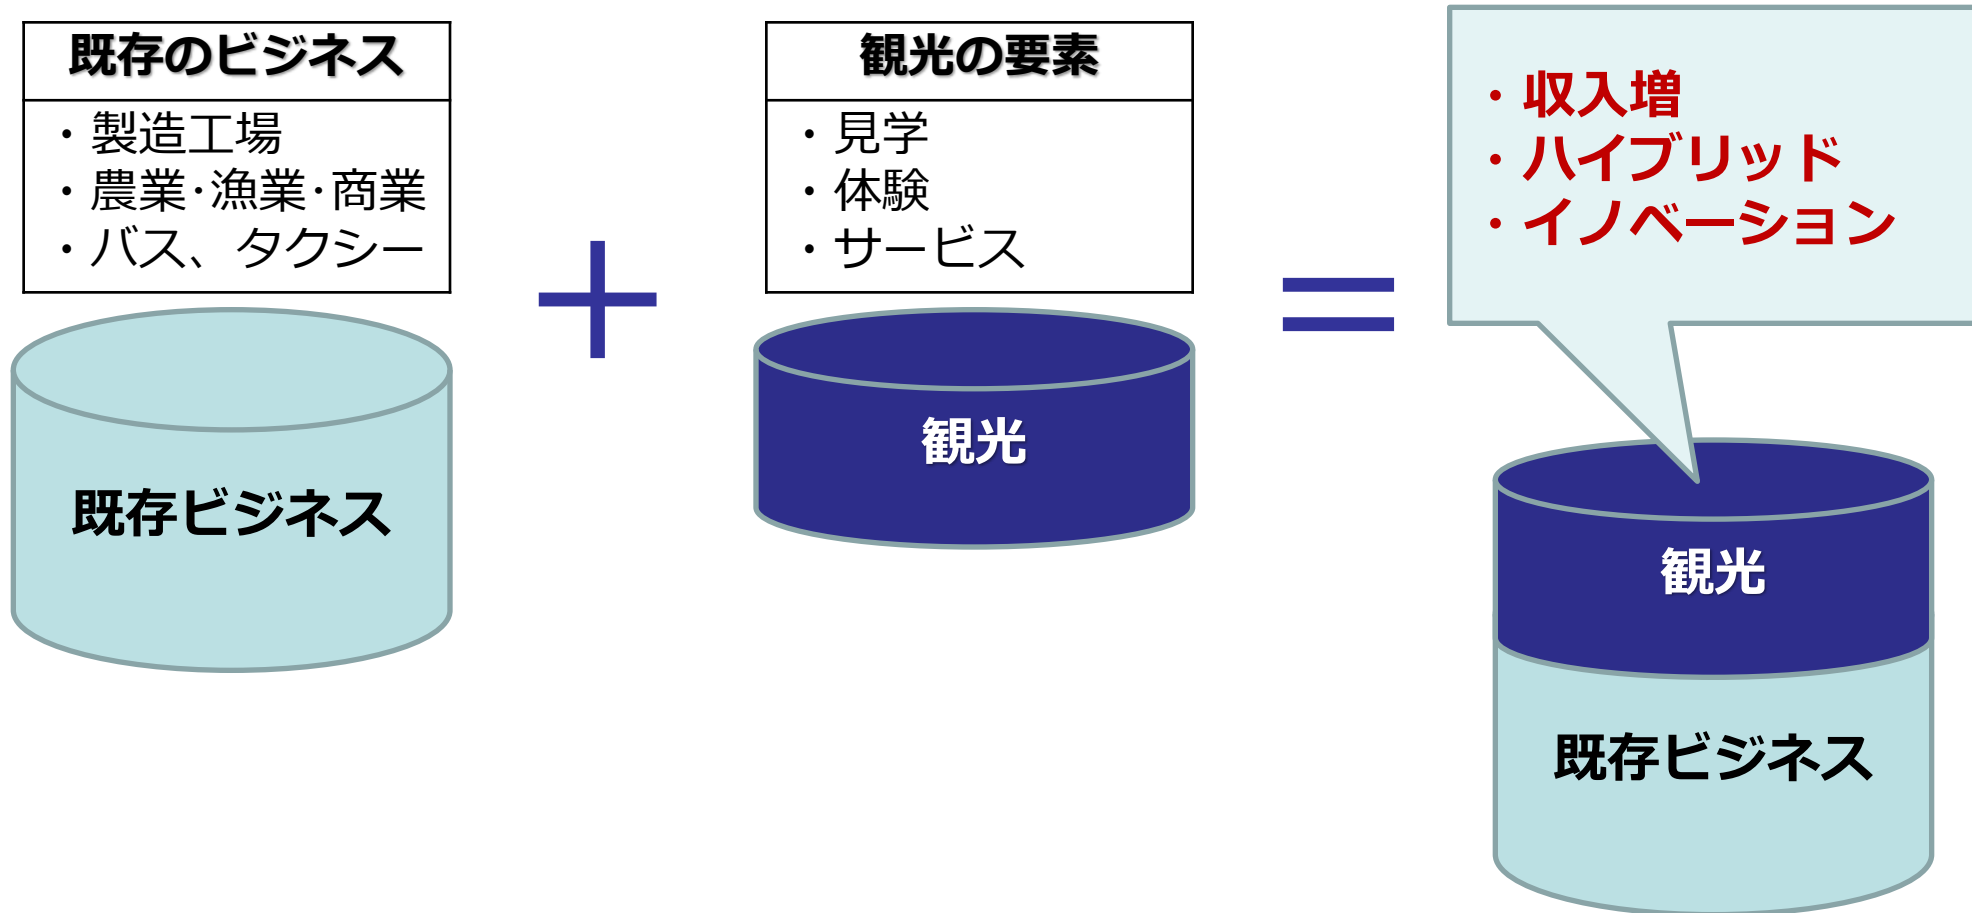 既存のビジネス
・製造工場
・農業･漁業･商業
・バス、タクシー
既存ビジネス
＋
観光の要素
・見学
・体験
・サービス
観光
＝
・収入増
・ハイブリッド
・イノベーション
観光
既存ビジネス